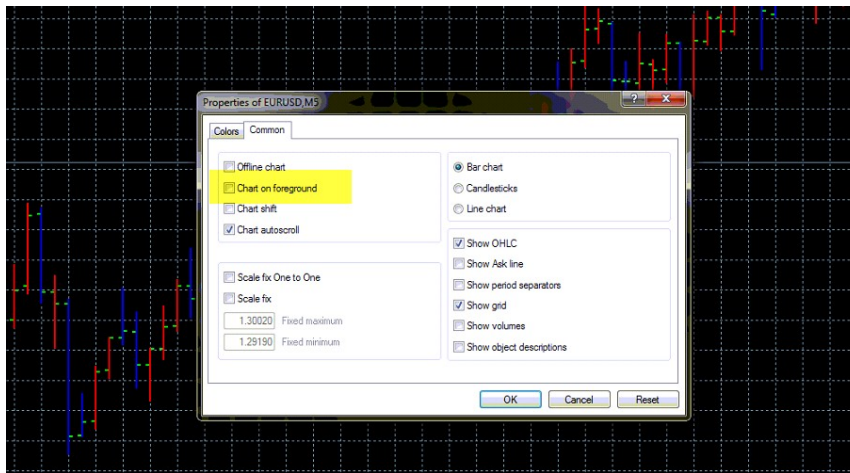 Properties of EURUSD,M5
Colors
Common
Offline chart
Chart on foreground
Chart shift
Chart autoscroll
Scale fix One to One
Scale fix
1.30020 Fixed maximum
1.29190 Fixed minimum
Bar chart
Candlesticks
Line chart
Show OHLC
Show Ask line
Show period separators
Show grid
Show volumes
Show object descriptions
OK
Cancel
Reset